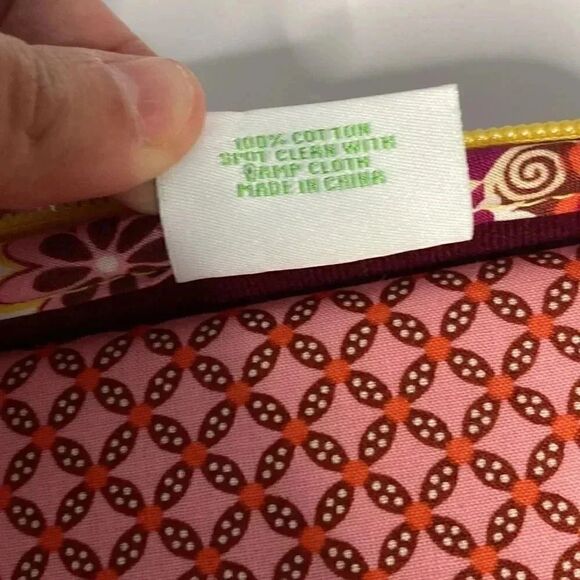 100% COTTON
SPOT CLEAN WITH
DAMP CLOTH
MADE IN CHINA